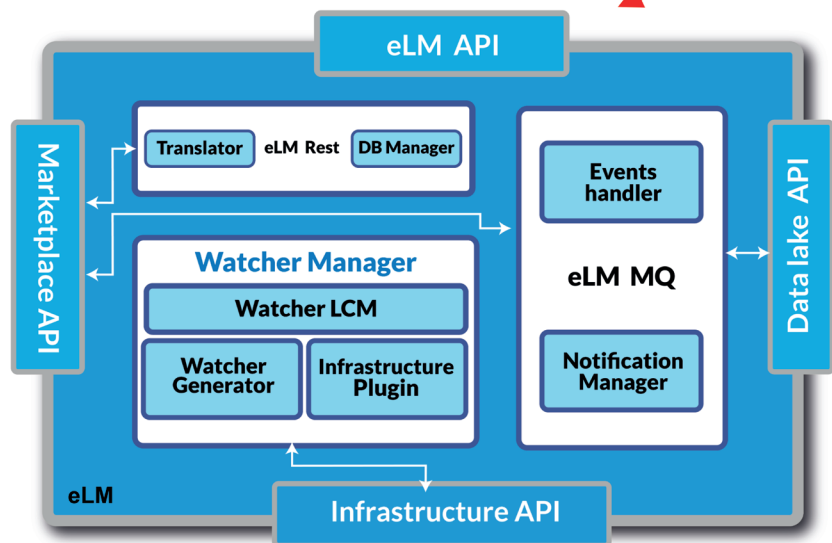 eLM API
Marketplace API
Translator
eLM Rest
DB Manager
Events
handler
eLM MQ
Notification
Manager
Watcher Manager
Watcher LCM
Watcher
Generator
Infrastructure
Plugin
Data lake API
eLM
Infrastructure API